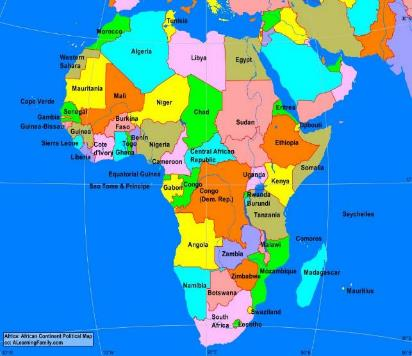 Tunisia
Morocco
Algeria
Libya
Egypt
Western
Sahara
Mauritania
Mali
Niger
Chad
Sudan
Eritrea
Djibouti
Cape Verde
Senegal
Gambia
Guinea-Bissau
Guinea
Sierra Leone
Liberia
Cote
d'Ivoire
Burkina
Faso
Ghana
Togo
Benin
Nigeria
Cameroon
Central African
Republic
Ethiopia
Somalia
Equatorial Guinea
Sao Tome & Principe
Gabon
Congo
Congo
(Dem. Rep.)
Uganda
Kenya
Rwanda
Burundi
Tanzania
Seychelles
Comoros
Angola
Zambia
Malawi
Mozambique
Madagascar
Mauritius
Zimbabwe
Namibia
Botswana
Swaziland
South
Africa
Lesotho
Africa: African Continent Political Map
cc: ALearningFamily.com